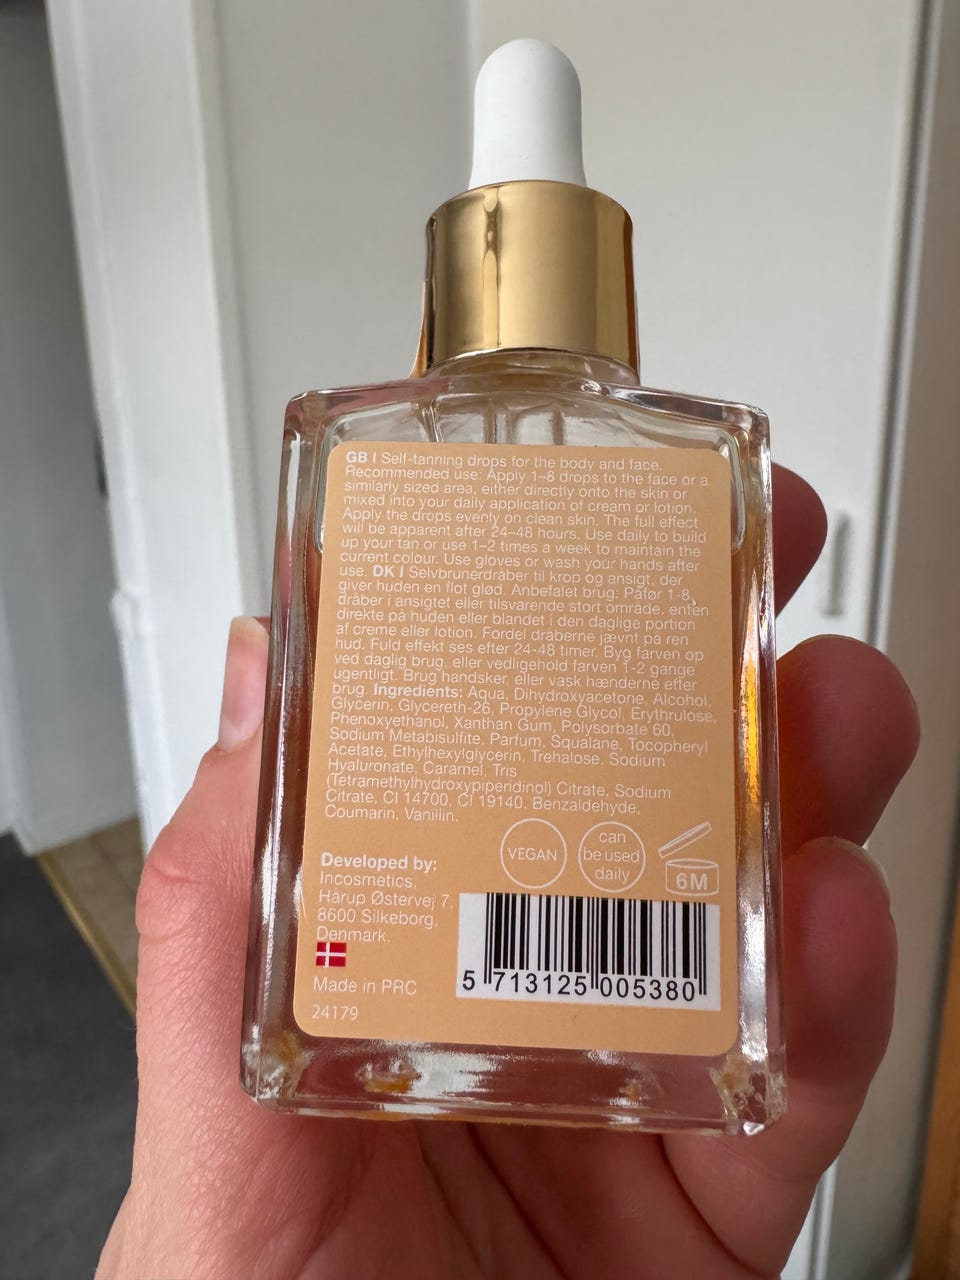 GB | Self-tanning drops for the body and face.
Recommended use: Apply 1–8 drops to the face or a
similarly sized area, either directly onto the skin or
mixed into your daily application of cream or lotion.
Apply the drops evenly on clean skin. The full effect
will be apparent after 24–48 hours. Use daily to build
up your tan or use 1–2 times a week to maintain the
current colour. Use gloves or wash your hands after
use. DK | Selvbrunerdråber til krop og ansigt, der
giver huden en flot glød. Anbefalet brug: Påfør 1-8
dråber i ansigtet eller tilsvarende stort område, enten
direkte på huden eller blandet i den daglige portion
af creme eller lotion. Fordel dråberne jævnt på ren
hud. Fuld effekt ses efter 24-48 timer. Byg farven op
ved daglig brug, eller vedligehold farven 1-2 gange
ugentligt. Brug handsker, eller vask hænderne efter
brug. Ingredients: Aqua, Dihydroxyacetone, Alcohol,
Glycerin, Glycereth-26, Propylene Glycol, Erythrulose,
Phenoxyethanol, Xanthan Gum, Polysorbate 60,
Sodium Metabisulfite, Parfum, Squalane, Tocopheryl
Acetate, Ethylhexylglycerin, Trehalose, Sodium
Hyaluronate, Caramel, Tris
(Tetramethylhydroxypiperidinol) Citrate, Sodium
Citrate, CI 14700, CI 19140, Benzaldehyde,
Coumarin, Vanillin.
VEGAN
can
be used
daily
6M
Developed by:
Incosmetics,
Hårup Østervej 7,
8600 Silkeborg,
Denmark.
Made in PRC
24179
5 713125 005380